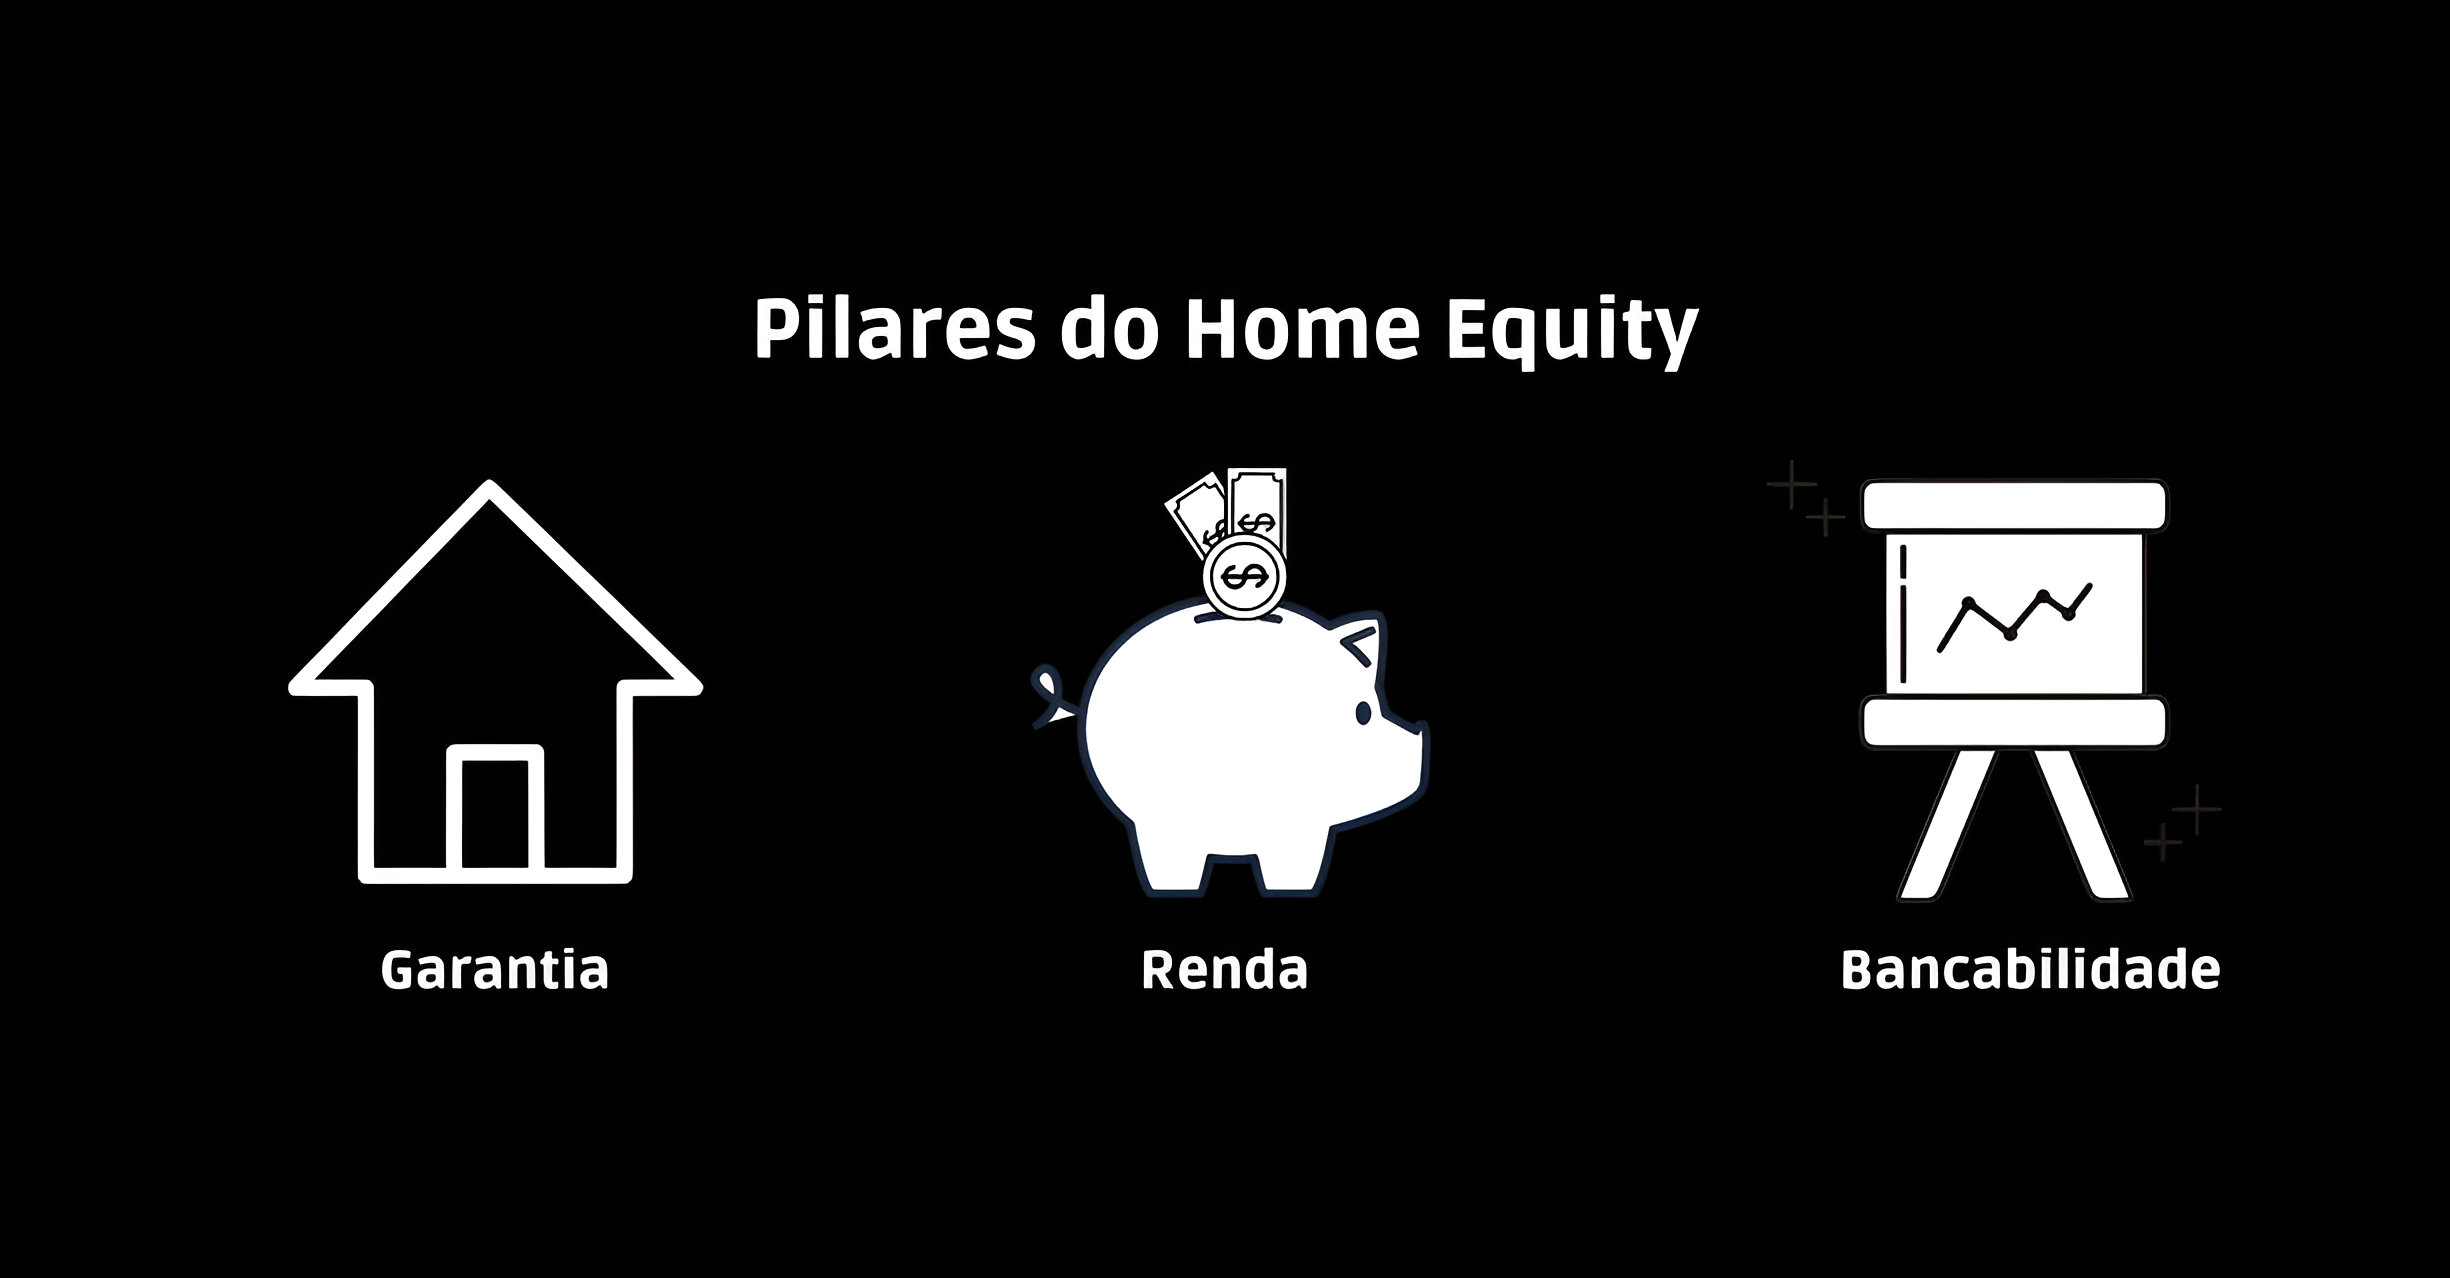 Pilares do Home Equity
$ $
$
Garantia
Renda
Bancabilidade